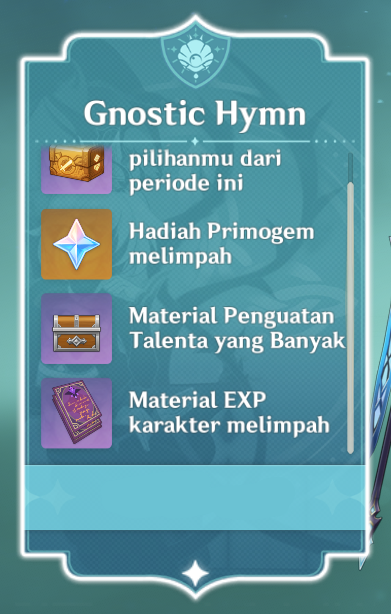 Gnostic Hymn
pilihanmu dari
periode ini
Hadiah Primogem
melimpah
Material Penguatan
Talenta yang Banyak
Material EXP
karakter melimpah